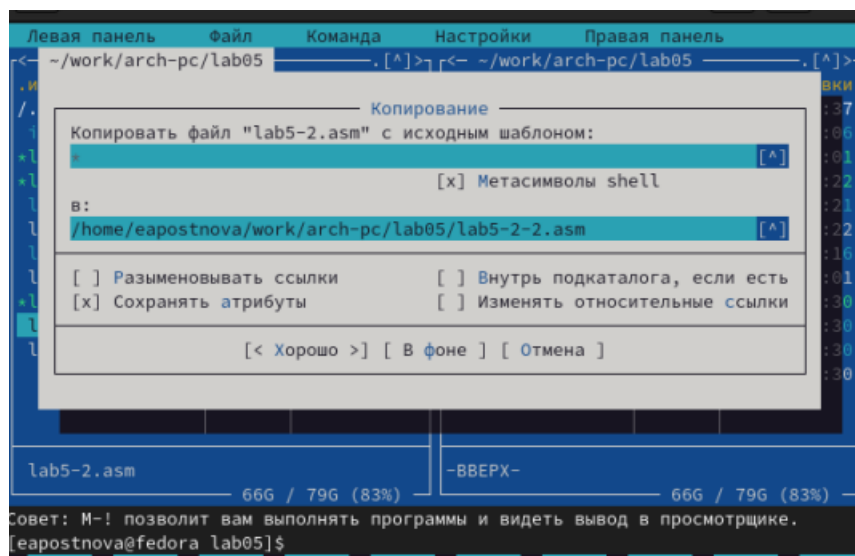 Левая панель Файл Команда Настройки Правая панель
<— ~/work/arch-pc/lab05 .[^]> <— ~/work/arch-pc/lab05 .[^]>
Копирование
Копировать файл "lab5-2.asm" с исходным шаблоном:
* [^]
[x] Метасимволы shell
в:
/home/eapostnova/work/arch-pc/lab05/lab5-2-2.asm [^]
[ ] Разыменовывать ссылки [ ] Внутрь подкаталога, если есть
[x] Сохранять атрибуты [ ] Изменять относительные ссылки
[< Хорошо >] [ В фоне ] [ Отмена ]
lab5-2.asm -ВВЕРХ-
66G / 79G (83%) 66G / 79G (83%)
Совет: M-! позволит вам выполнять программы и видеть вывод в просмотрщике.
[eapostnova@fedora lab05]$